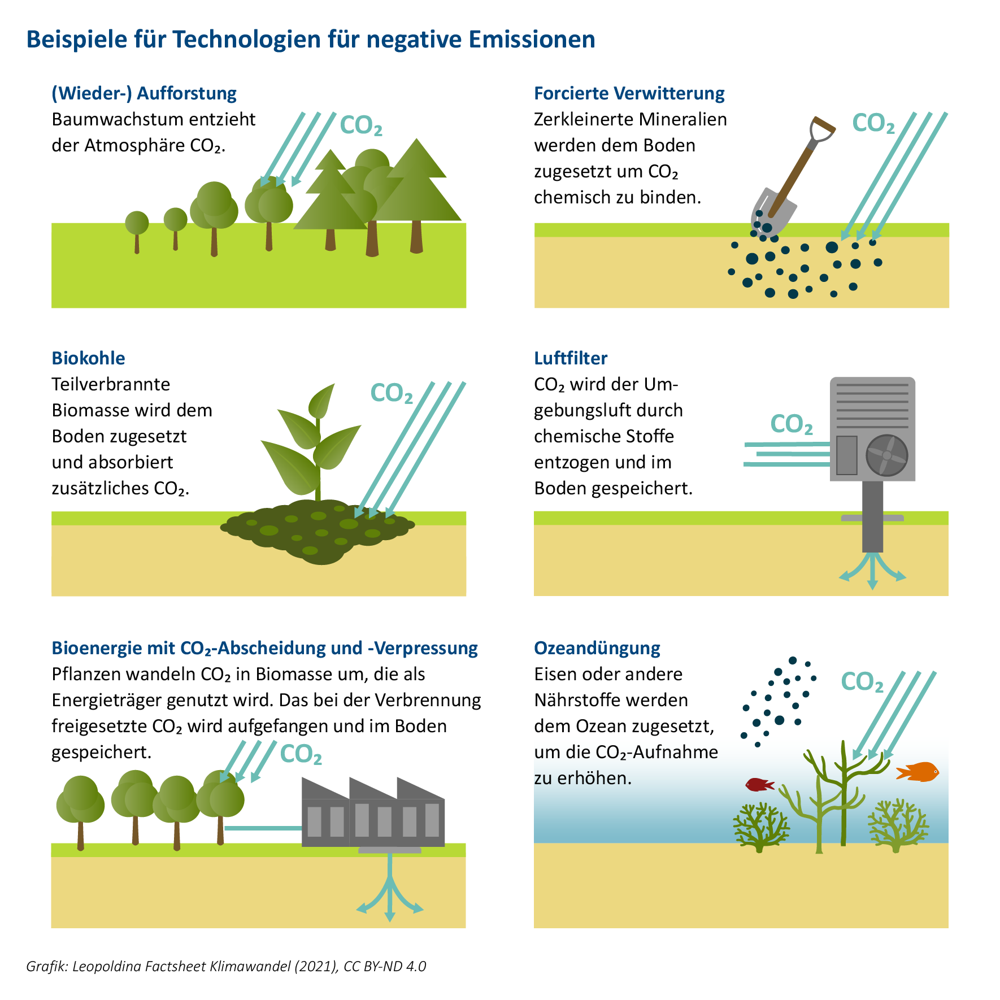 Beispiele für Technologien für negative Emissionen
(Wieder-) Aufforstung
Baumwachstum entzieht
der Atmosphäre CO₂.
CO₂
Forcierte Verwitterung
Zerkleinerte Mineralien
werden dem Boden
zugesetzt um CO₂
chemisch zu binden.
CO₂
Biokohle
Teilverbrannte
Biomasse wird dem
Boden zugesetzt
und absorbiert
zusätzliches CO₂.
CO₂
Luftfilter
CO₂ wird der Um-
gebungsluft durch
chemische Stoffe
entzogen und im
Boden gespeichert.
CO₂
Bioenergie mit CO₂-Abscheidung und -Verpressung
Pflanzen wandeln CO₂ in Biomasse um, die als
Energieträger genutzt wird. Das bei der Verbrennung
freigesetzte CO₂ wird aufgefangen und im Boden
gespeichert.
CO₂
Ozeandüngung
Eisen oder andere
Nährstoffe werden
dem Ozean zugesetzt,
um die CO₂-Aufnahme
zu erhöhen.
CO₂
Grafik: Leopoldina Factsheet Klimawandel (2021), CC BY-ND 4.0